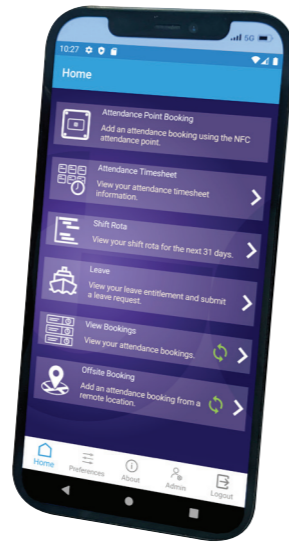 5G
10:27
Home
Attendance Point Booking
Add an attendance booking using the NFC
attendance point.
Attendance Timesheet
View your attendance timesheet
information.
Shift Rota
View your shift rota for the next 31 days.
Leave
View your leave entitlement and submit
a leave request.
View Bookings
View your attendance bookings.
Offsite Booking
Add an attendance booking from a
remote location.
Home
Preferences
About
Admin
Logout